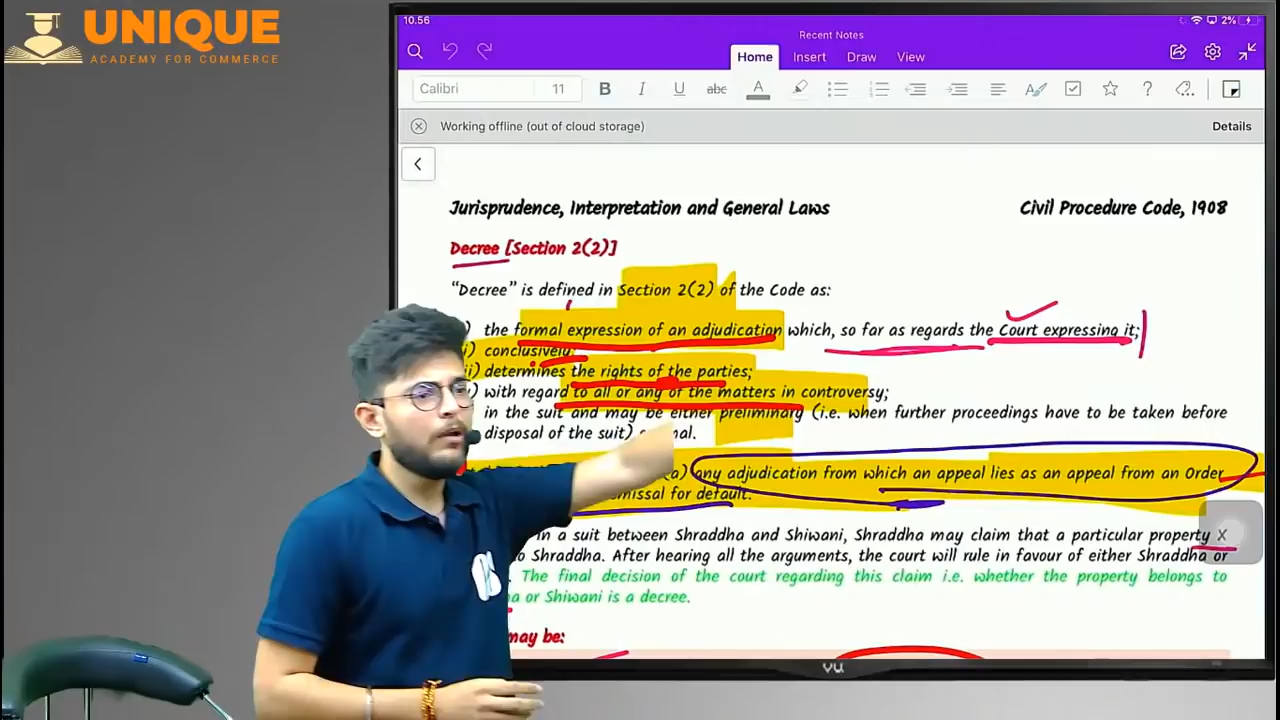 UNIQUE
ACADEMY FOR COMMERCE
10.56
2%
Recent Notes
Home Insert Draw View
Calibri 11 B I U abc A
Working offline (out of cloud storage) Details
Jurisprudence, Interpretation and General Laws Civil Procedure Code, 1908
Decree [Section 2(2)]
“Decree” is defined in Section 2(2) of the Code as:
the formal expression of an adjudication which, so far as regards the Court expressing it;
conclusively;
determines the rights of the parties;
with regard to all or any of the matters in controversy;
in the suit and may be either preliminary (i.e. when further proceedings have to be taken before
disposal of the suit)
(a) any adjudication from which an appeal lies as an appeal from an Order
for default.
in a suit between Shraddha and Shiwani, Shraddha may claim that a particular property X
to Shraddha. After hearing all the arguments, the court will rule in favour of either Shraddha or
The final decision of the court regarding this claim i.e. whether the property belongs to
or Shiwani is a decree.
may be:
VU